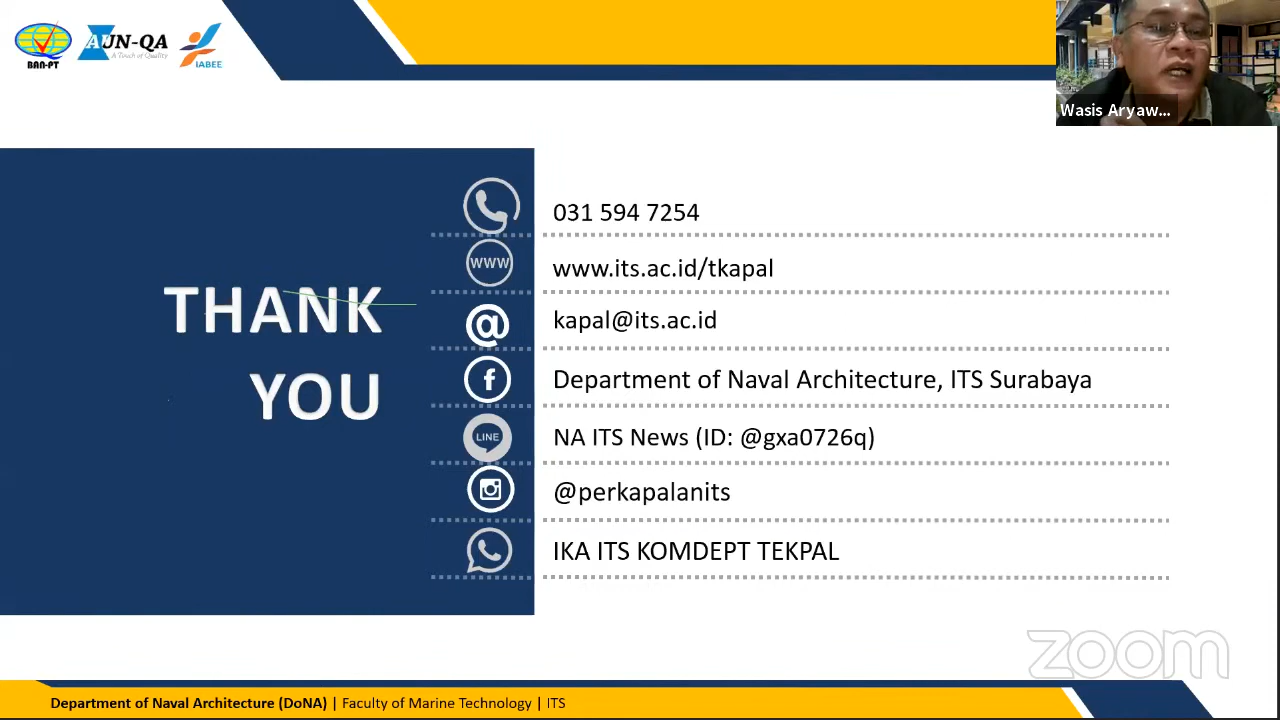 BAN-PT
AUN-QA
A Touch of Quality
IABEE
Wasis Aryaw...
THANK
YOU
031 594 7254
www
www.its.ac.id/tkapal
@
kapal@its.ac.id
f
Department of Naval Architecture, ITS Surabaya
LINE
NA ITS News (ID: @gxa0726q)
@perkapalanits
IKA ITS KOMDEPT TEKPAL
zoom
Department of Naval Architecture (DoNA) | Faculty of Marine Technology | ITS